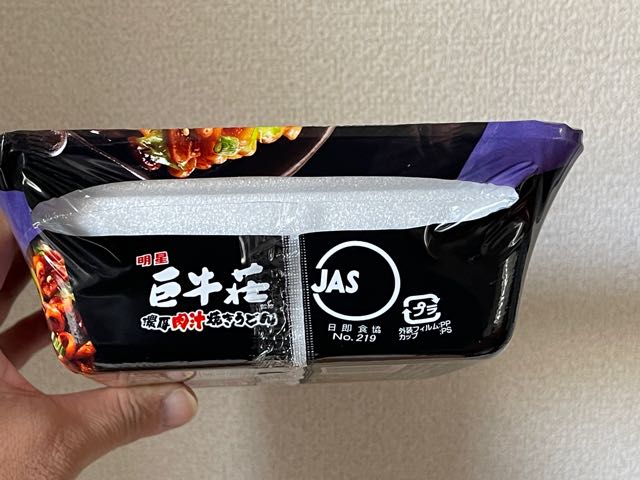 明星
巨牛荘
濃厚肉汁焼きうどん
JAS
日即食協
No.219
プラ
外装フィルム:PP
カップ :PS